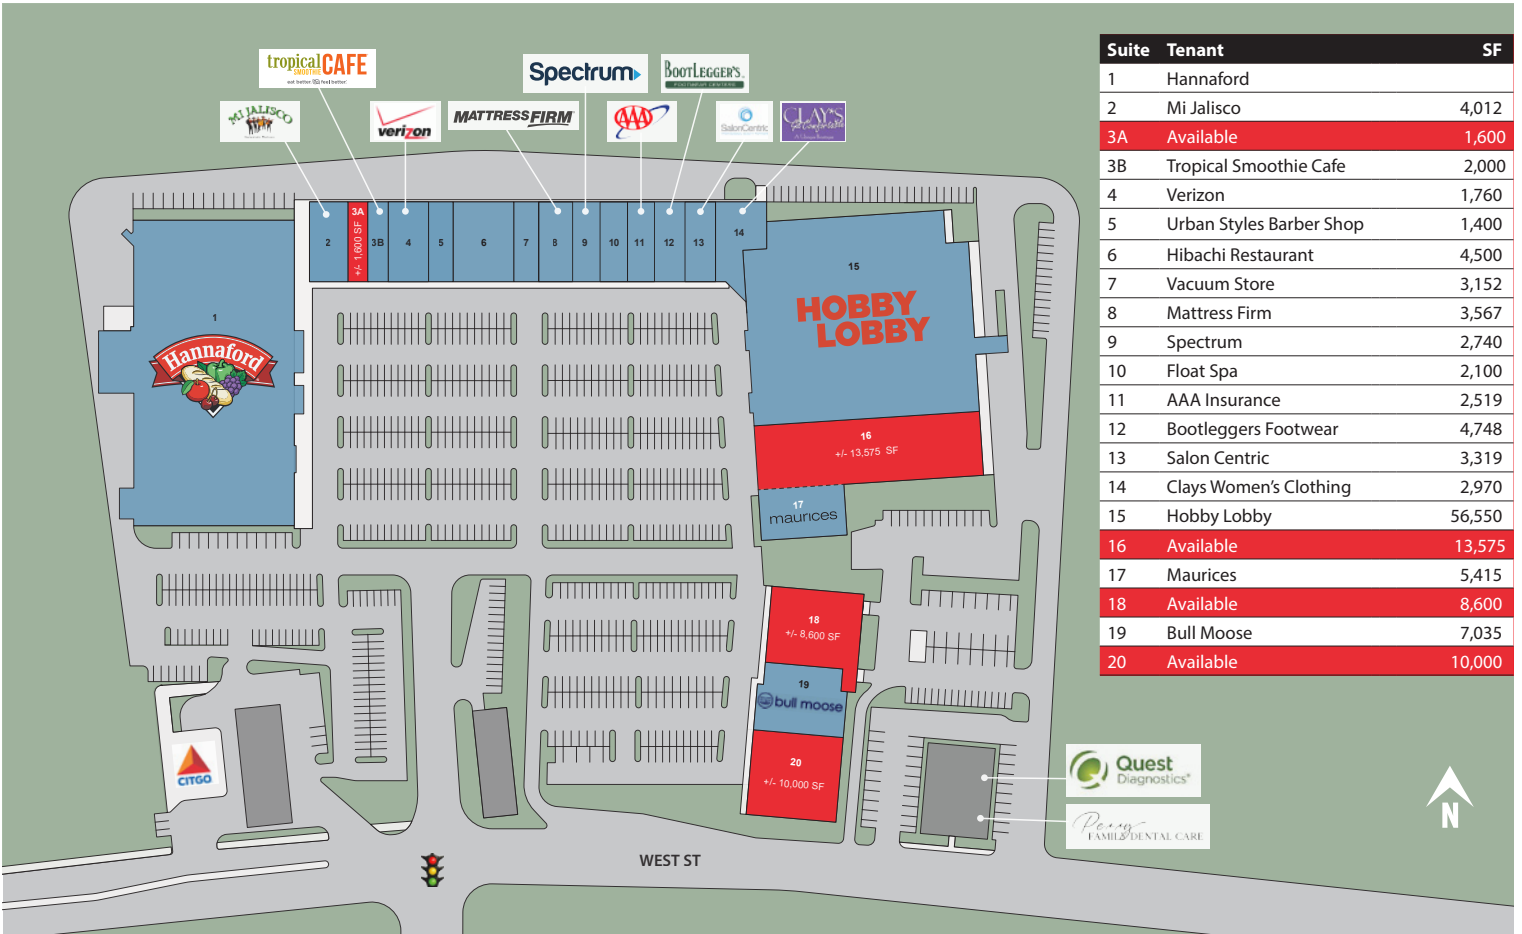 tropical CAFE
SMOOTHIE
eat better. feel better.
MI JALISCO
verizon
MATTRESS FIRM
Spectrum
BOOTLEGGER'S
AAA
SalonCentric
CLAY'S
3A
+/- 1,600 SF
2
3B
4
5
6
7
8
9
10
11
12
13
14
1
Hannaford
15
HOBBY
LOBBY
16
+/- 13,575 SF
17
maurices
18
+/- 8,600 SF
19
bull moose
20
+/- 10,000 SF
CITGO
Quest
Diagnostics
Perry
FAMILY DENTAL CARE
WEST ST
N
Suite Tenant SF
1 Hannaford
2 Mi Jalisco 4,012
3A Available 1,600
3B Tropical Smoothie Cafe 2,000
4 Verizon 1,760
5 Urban Styles Barber Shop 1,400
6 Hibachi Restaurant 4,500
7 Vacuum Store 3,152
8 Mattress Firm 3,567
9 Spectrum 2,740
10 Float Spa 2,100
11 AAA Insurance 2,519
12 Bootleggers Footwear 4,748
13 Salon Centric 3,319
14 Clays Women's Clothing 2,970
15 Hobby Lobby 56,550
16 Available 13,575
17 Maurices 5,415
18 Available 8,600
19 Bull Moose 7,035
20 Available 10,000